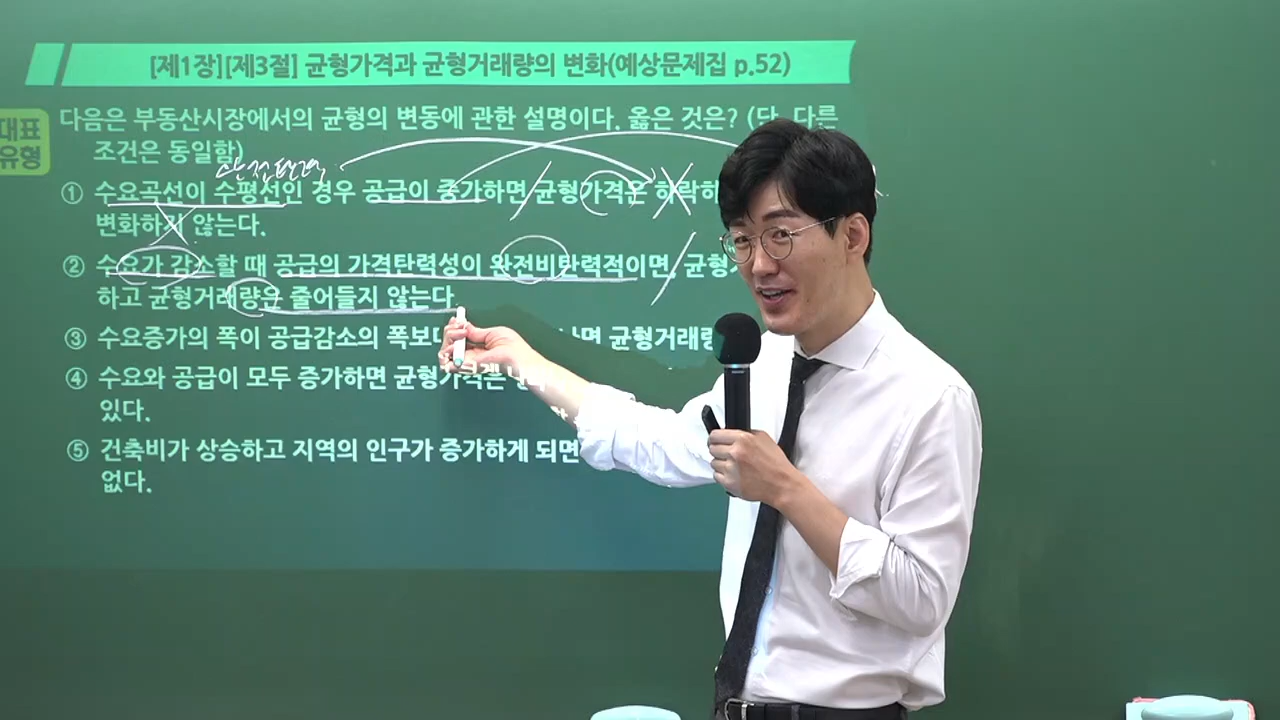 [제1장][제3절] 균형가격과 균형거래량의 변화(예상문제집 p.52)
대표
유형
다음은 부동산시장에서의 균형의 변동에 관한 설명이다. 옳은 것은? (단, 다른
조건은 동일함)
완전탄력
① 수요곡선이 수평선인 경우 공급이 증가하면 균형가격은 하락하
변화하지 않는다.
② 수요가 감소할 때 공급의 가격탄력성이 완전비탄력적이면, 균형
하고 균형거래량은 줄어들지 않는다.
③ 수요증가의 폭이 공급감소의 폭보다 나면 균형거래량
④ 수요와 공급이 모두 증가하면 균형가격은
있다.
⑤ 건축비가 상승하고 지역의 인구가 증가하게 되면
없다.